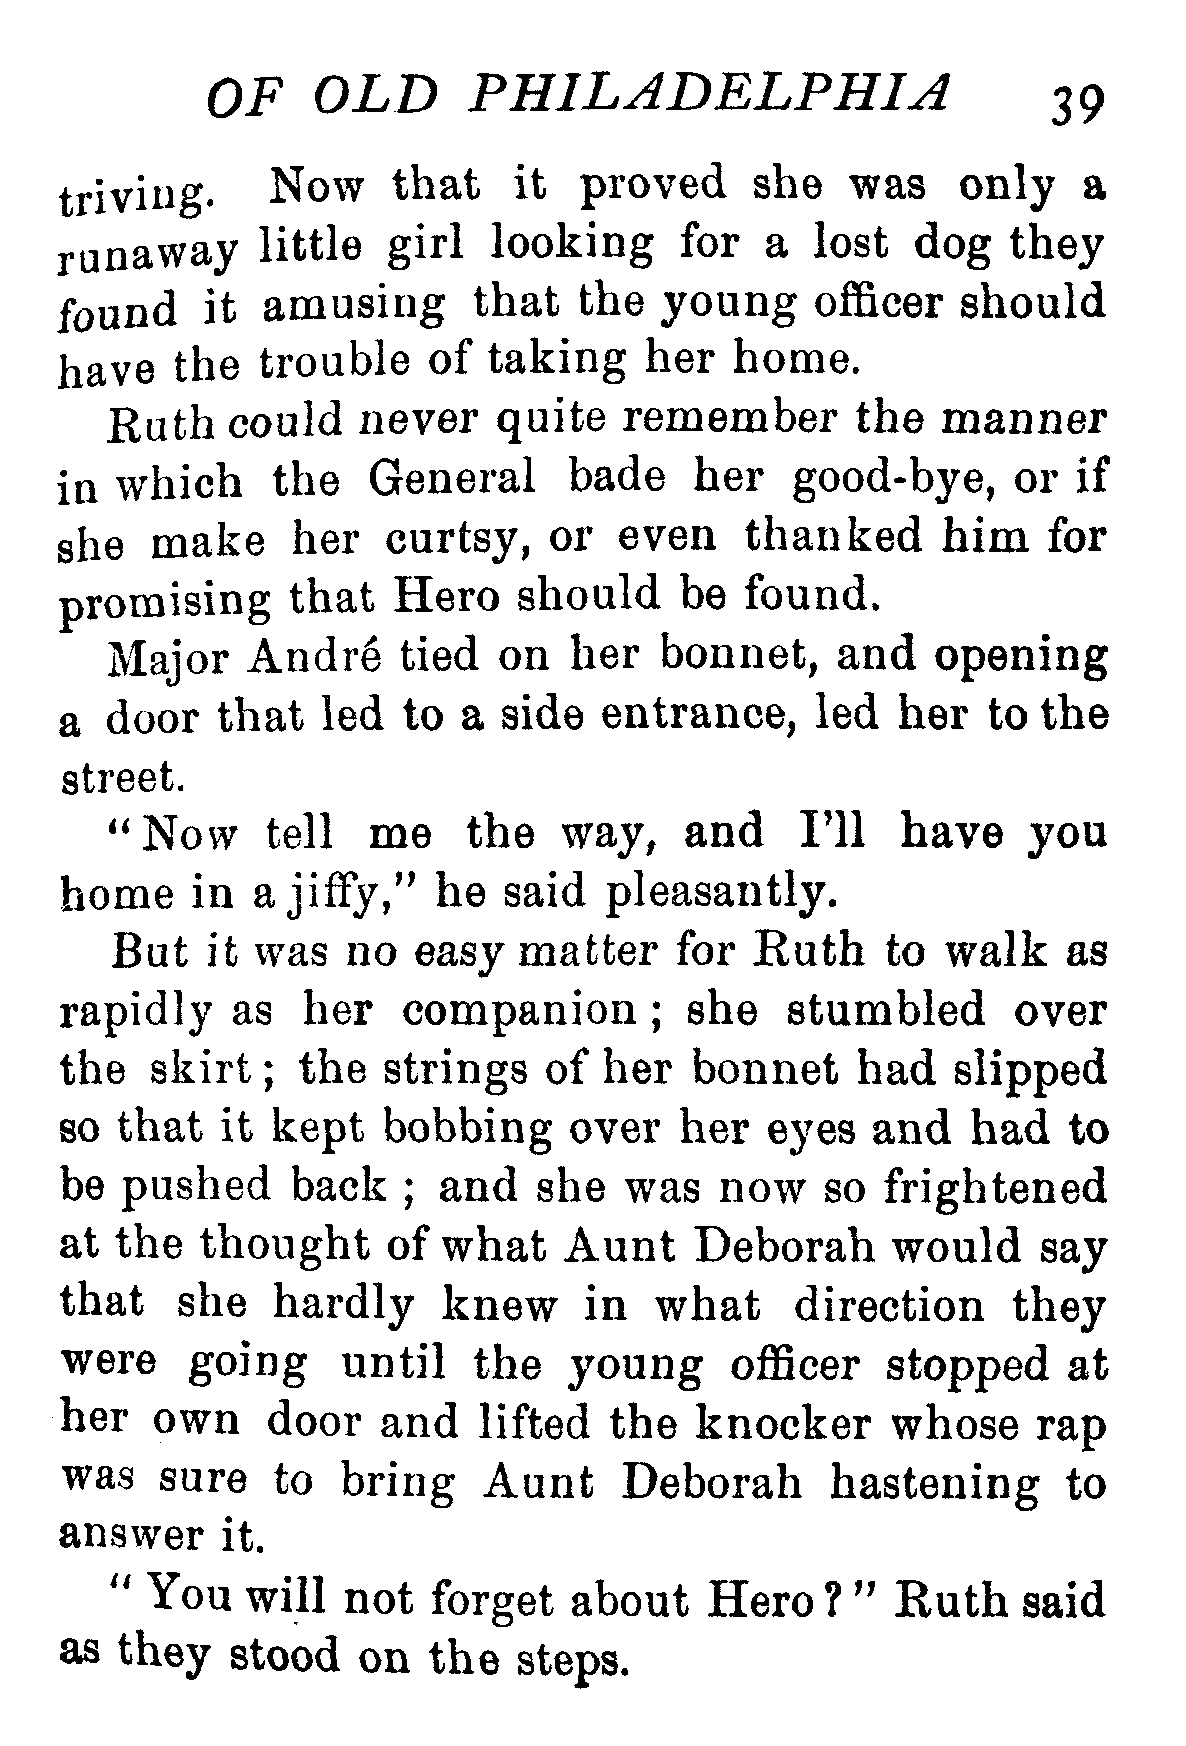 OF OLD PHILADELPHIA 39
triving. Now that it proved she was only a
runaway little girl looking for a lost dog they
found it amusing that the young officer should
have the trouble of taking her home.
Ruth could never quite remember the manner
in which the General bade her good-bye, or if
she make her curtsy, or even thanked him for
promising that Hero should be found.
Major André tied on her bonnet, and opening
a door that led to a side entrance, led her to the
street.
“Now tell me the way, and I’ll have you
home in a jiffy,” he said pleasantly.
But it was no easy matter for Ruth to walk as
rapidly as her companion; she stumbled over
the skirt; the strings of her bonnet had slipped
so that it kept bobbing over her eyes and had to
be pushed back; and she was now so frightened
at the thought of what Aunt Deborah would say
that she hardly knew in what direction they
were going until the young officer stopped at
her own door and lifted the knocker whose rap
was sure to bring Aunt Deborah hastening to
answer it.
“You will not forget about Hero?” Ruth said
as they stood on the steps.